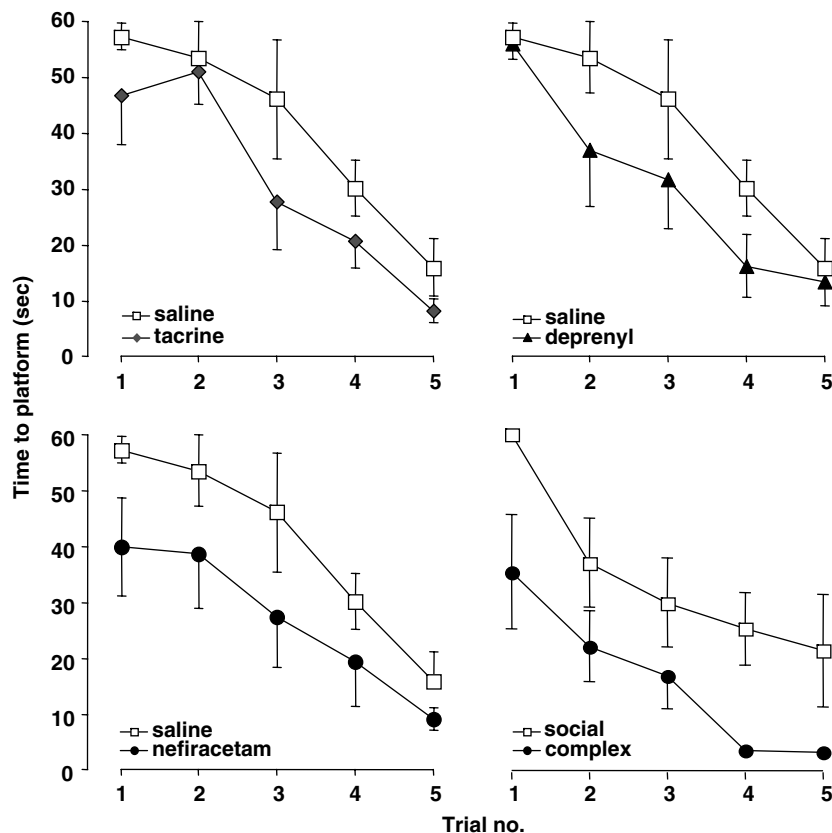 Time to platform (sec)
60
50
40
30
20
10
0
saline
tacrine
1 2 3 4 5
saline
deprenyl
1 2 3 4 5
60
50
40
30
20
10
0
saline
nefiracetam
1 2 3 4 5
social
complex
1 2 3 4 5
Trial no.